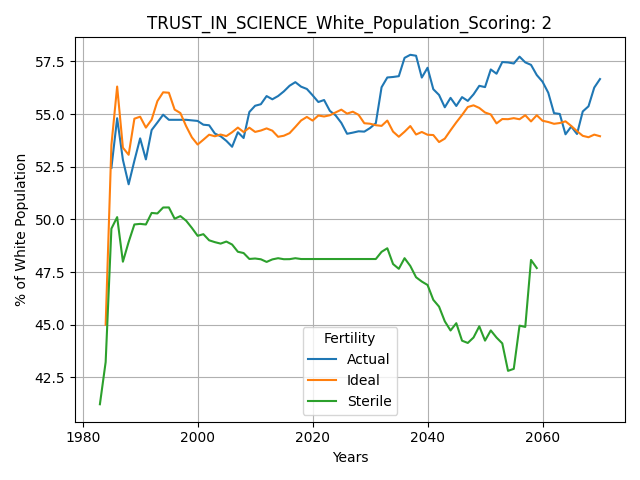 TRUST_IN_SCIENCE_White_Population_Scoring: 2
% of White Population
57.5
55.0
52.5
50.0
47.5
45.0
42.5
Fertility
Actual
Ideal
Sterile
1980
2000
2020
2040
2060
Years